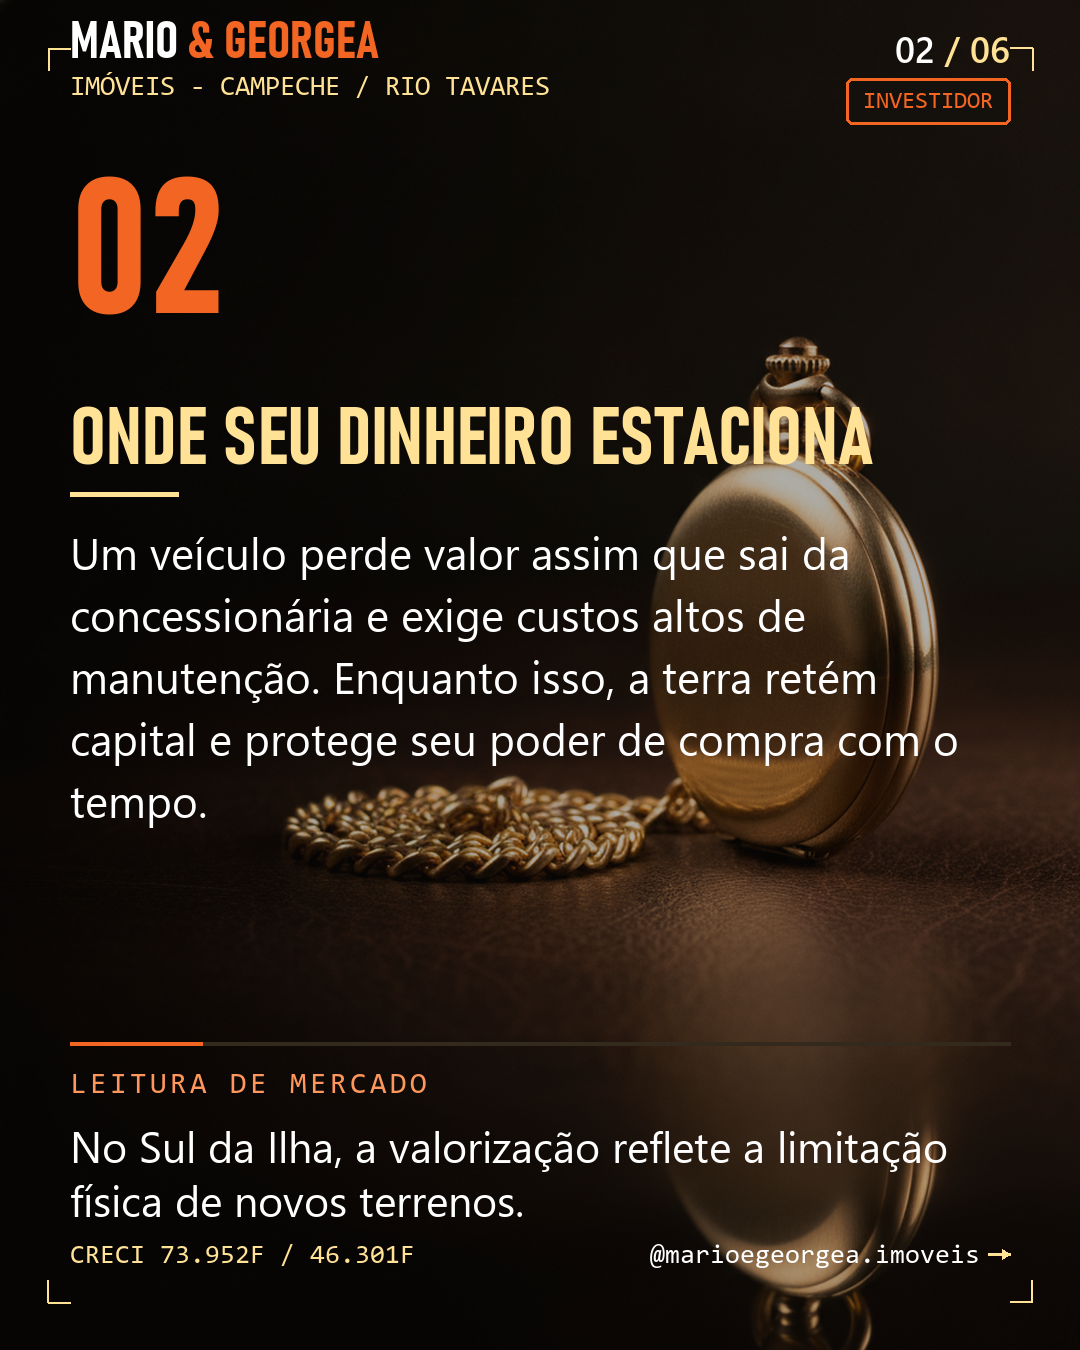 MARIO & GEORGEA
IMÓVEIS - CAMPECHE / RIO TAVARES
02 / 06
INVESTIDOR
02
ONDE SEU DINHEIRO ESTACIONA
Um veículo perde valor assim que sai da
concessionária e exige custos altos de
manutenção. Enquanto isso, a terra retém
capital e protege seu poder de compra com o
tempo.
LEITURA DE MERCADO
No Sul da Ilha, a valorização reflete a limitação
física de novos terrenos.
CRECI 73.952F / 46.301F
@marioegeorgea.imoveis →